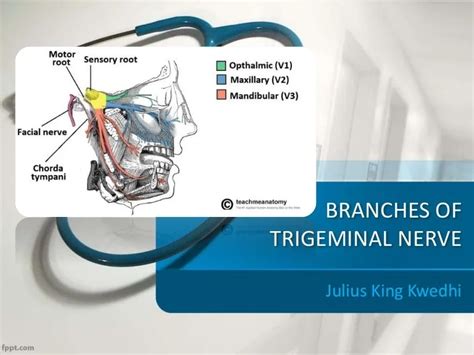 Motor
root
Sensory root
Facial nerve
Chorda
tympani
Opthalmic (V1)
Maxillary (V2)
Mandibular (V3)
© teachmeanatomy
BRANCHES OF
TRIGEMINAL NERVE
Julius King Kwedhi
fppt.com